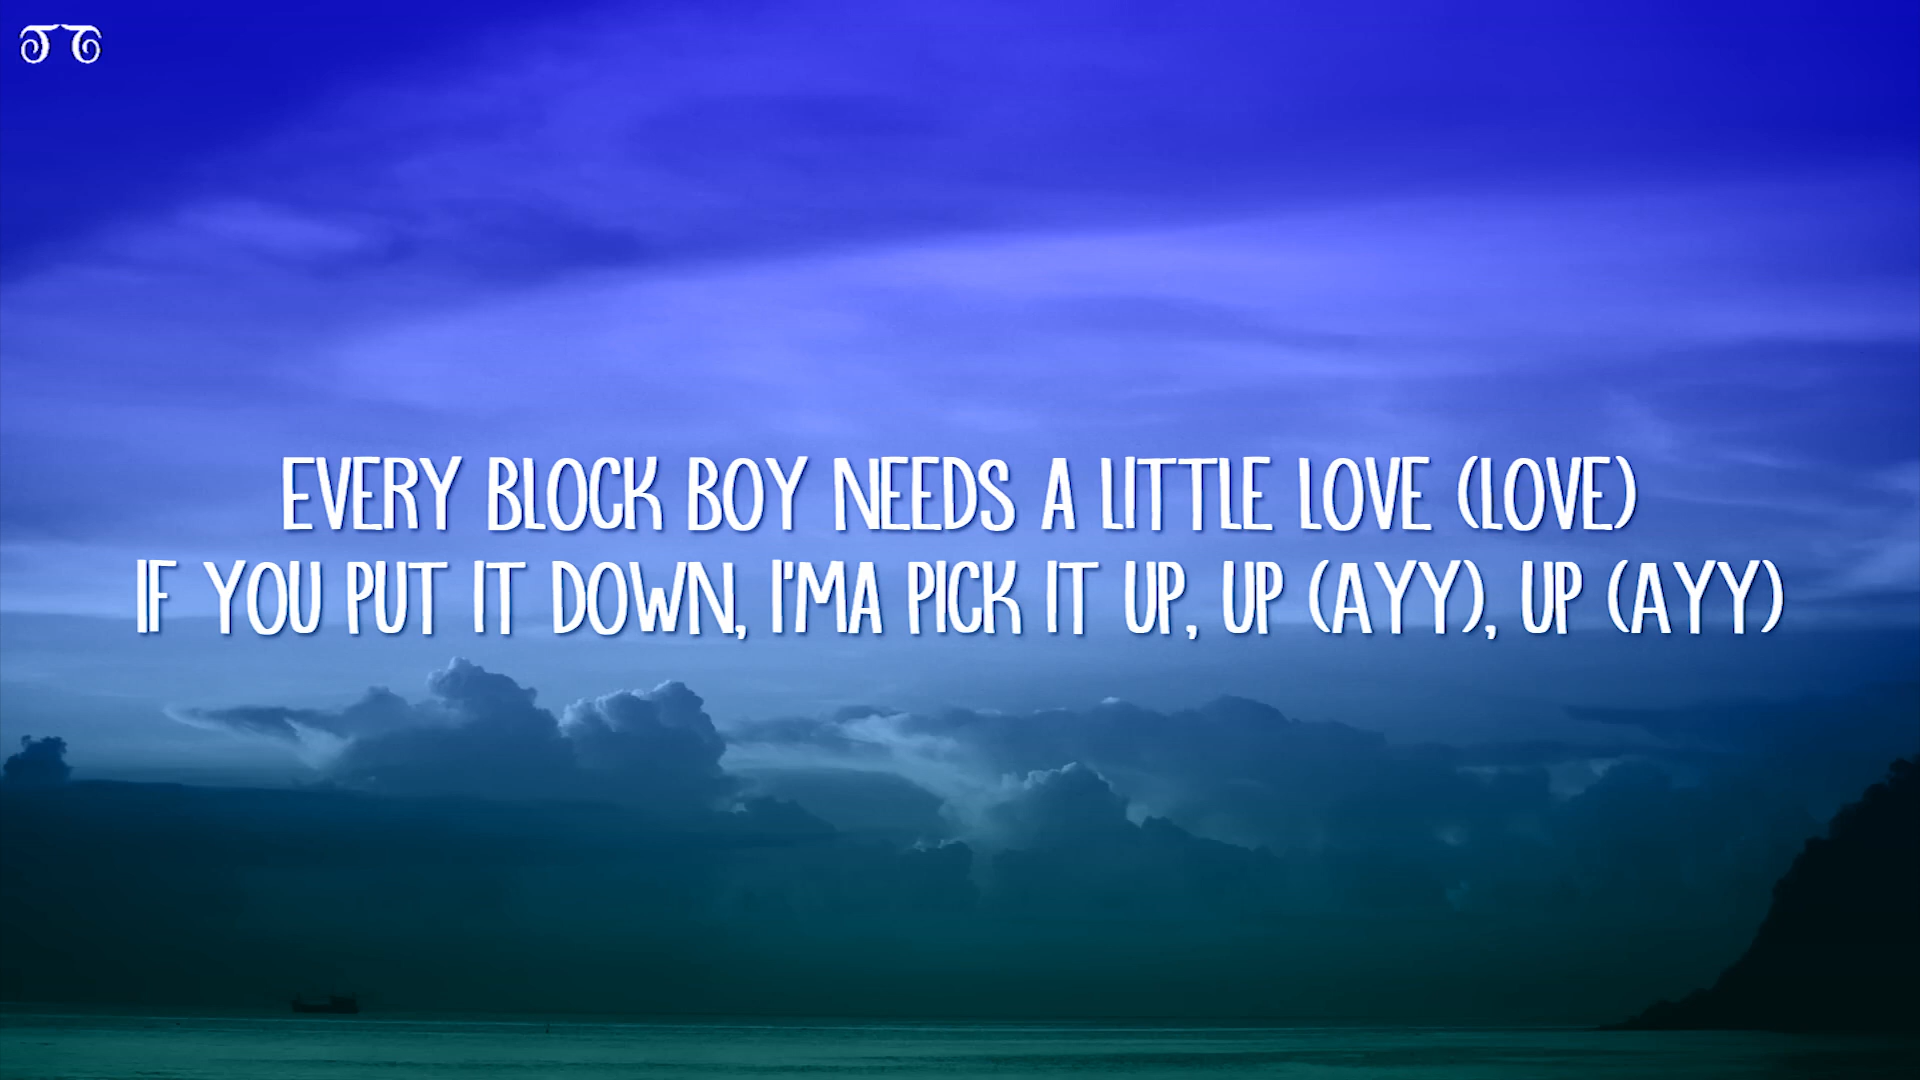 EVERY BLOCK BOY NEEDS A LITTLE LOVE (LOVE)
IF YOU PUT IT DOWN, I'MA PICK IT UP, UP (AYY), UP (AYY)